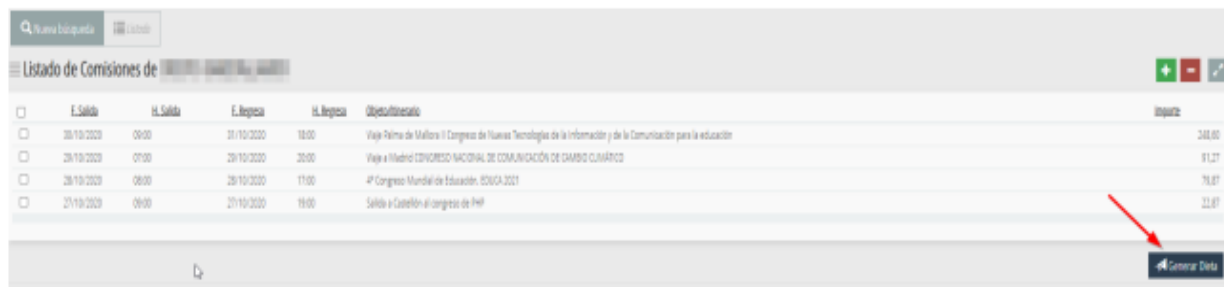 Nueva búsqueda Listado
Listado de Comisiones de
F. Salida H. Salida F. Regreso H. Regreso Objeto/Itinerario Importe
30/10/2020 09:00 31/10/2020 18:00 Viaje Palma de Mallora II Congreso de Nuevas Tecnologías de la Información y de la Comunicación para la educación 248,60
29/10/2020 07:00 29/10/2020 20:00 Viaje a Madrid CONGRESO NACIONAL DE COMUNICACIÓN DE CAMBIO CLIMÁTICO 91,27
28/10/2020 08:00 28/10/2020 17:00 4º Congreso Mundial de Educación. EDUCA 2021 78,87
27/10/2020 09:00 27/10/2020 19:00 Salida a Castellón al congreso de PHP 22,87
Generar Dieta